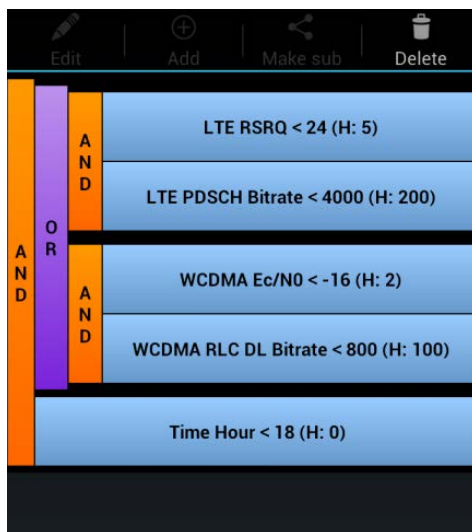 Edit
Add
Make sub
Delete
AND
OR
AND
LTE RSRQ < 24 (H: 5)
LTE PDSCH Bitrate < 4000 (H: 200)
AND
WCDMA Ec/N0 < -16 (H: 2)
WCDMA RLC DL Bitrate < 800 (H: 100)
Time Hour < 18 (H: 0)